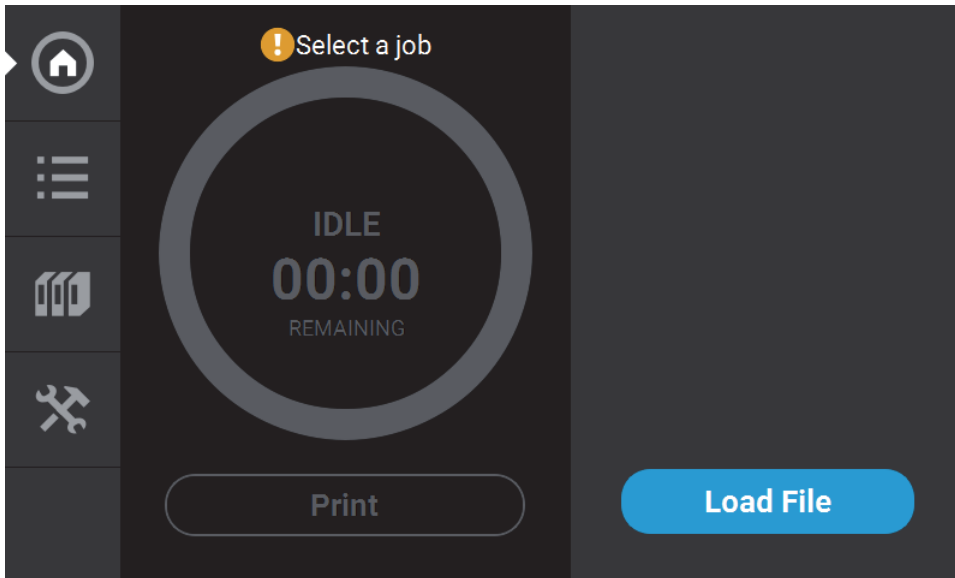 Select a job
IDLE
00:00
REMAINING
Print
Load File